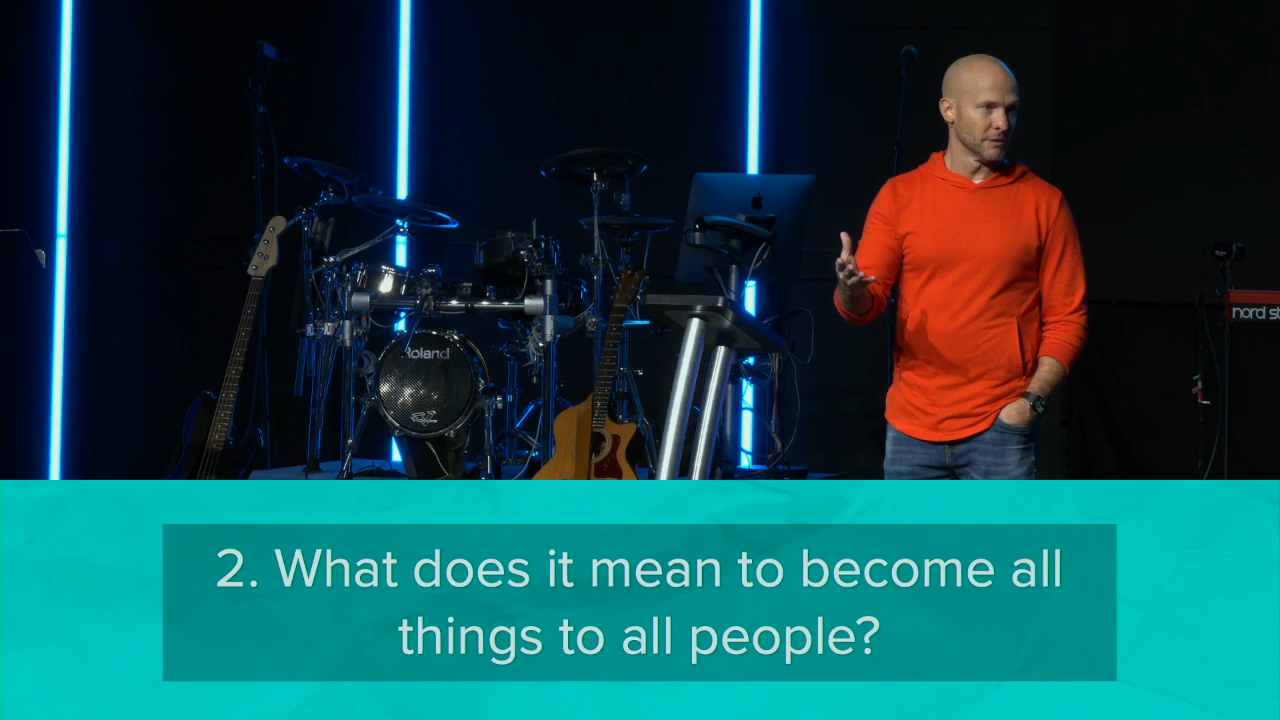 Roland
nord st
2. What does it mean to become all
things to all people?